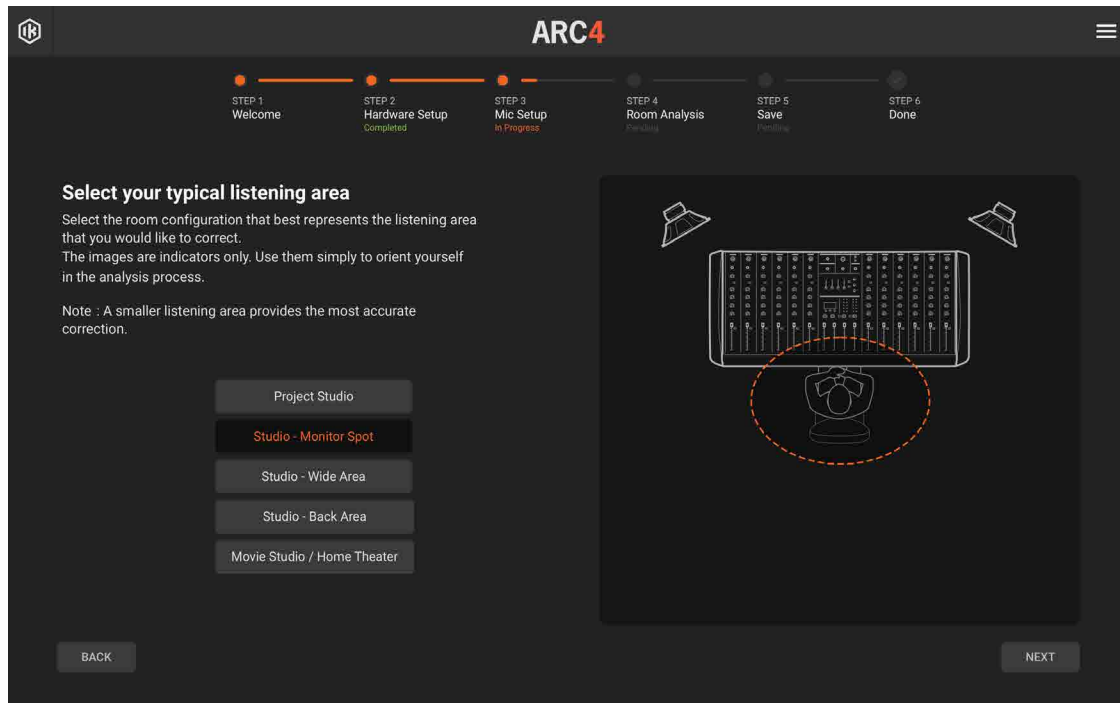 ARC4
STEP 1
Welcome
STEP 2
Hardware Setup
Completed
STEP 3
Mic Setup
In Progress
STEP 4
Room Analysis
Pending
STEP 5
Save
Pending
STEP 6
Done
Select your typical listening area
Select the room configuration that best represents the listening area
that you would like to correct.
The images are indicators only. Use them simply to orient yourself
in the analysis process.
Note : A smaller listening area provides the most accurate
correction.
Project Studio
Studio - Monitor Spot
Studio - Wide Area
Studio - Back Area
Movie Studio / Home Theater
BACK
NEXT